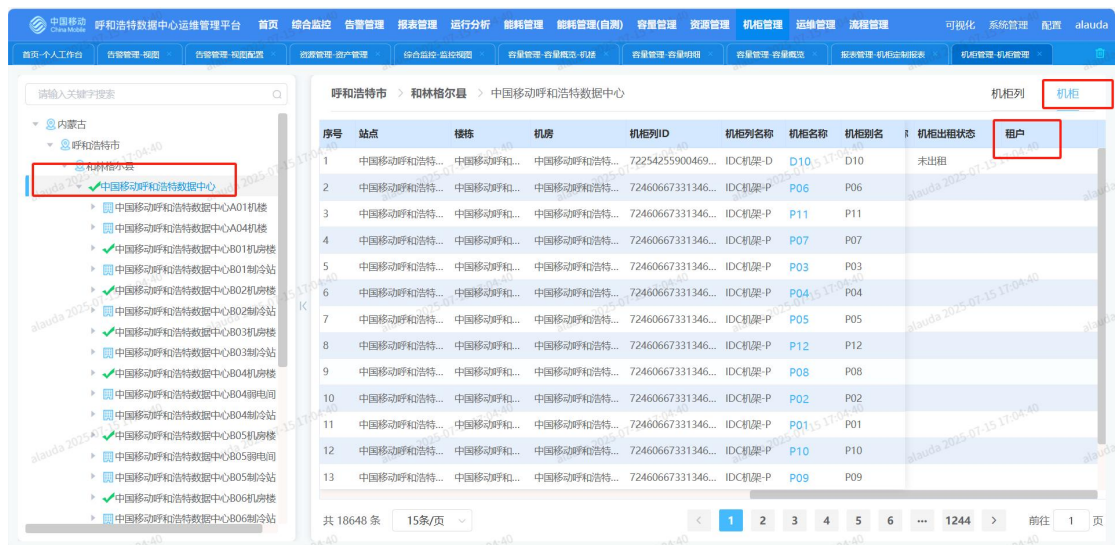 中国移动 China Mobile 呼和浩特数据中心运维管理平台 首页 综合监控 告警管理 报表管理 运行分析 能耗管理 能耗管理(自测) 容量管理 资源管理 机柜管理 运维管理 流程管理 可视化 系统管理 配置 alauda
首页-个人工作台 告警管理-视图 × 告警管理-视图配置 × 资源管理-资产管理 × 综合监控-监控视图 × 容量管理-容量概览-机楼 × 容量管理-容量明细 × 容量管理-容量概览 × 报表管理-机柜定制报表 × 机柜管理-机柜管理 ×
请输入关键字搜索
内蒙古
呼和浩特市
和林格尔县
中国移动呼和浩特数据中心
中国移动呼和浩特数据中心A01机楼
中国移动呼和浩特数据中心A04机楼
中国移动呼和浩特数据中心B01机房楼
中国移动呼和浩特数据中心B01制冷站
中国移动呼和浩特数据中心B02机房楼
中国移动呼和浩特数据中心B02制冷站
中国移动呼和浩特数据中心B03机房楼
中国移动呼和浩特数据中心B03制冷站
中国移动呼和浩特数据中心B04机房楼
中国移动呼和浩特数据中心B04弱电间
中国移动呼和浩特数据中心B04制冷站
中国移动呼和浩特数据中心B05机房楼
中国移动呼和浩特数据中心B05弱电间
中国移动呼和浩特数据中心B05制冷站
中国移动呼和浩特数据中心B06机房楼
中国移动呼和浩特数据中心B06制冷站
呼和浩特市 > 和林格尔县 > 中国移动呼和浩特数据中心 机柜列 机柜
序号 站点 楼栋 机房 机柜列ID 机柜列名称 机柜名称 机柜别名 机柜出租状态 租户
1 中国移动呼和浩特... 中国移动呼和... 中国移动呼和浩特... 72254255900469... IDC机架-D D10 D10 未出租
2 中国移动呼和浩特... 中国移动呼和... 中国移动呼和浩特... 72460667331346... IDC机架-P P06 P06
3 中国移动呼和浩特... 中国移动呼和... 中国移动呼和浩特... 72460667331346... IDC机架-P P11 P11
4 中国移动呼和浩特... 中国移动呼和... 中国移动呼和浩特... 72460667331346... IDC机架-P P07 P07
5 中国移动呼和浩特... 中国移动呼和... 中国移动呼和浩特... 72460667331346... IDC机架-P P03 P03
6 中国移动呼和浩特... 中国移动呼和... 中国移动呼和浩特... 72460667331346... IDC机架-P P04 P04
7 中国移动呼和浩特... 中国移动呼和... 中国移动呼和浩特... 72460667331346... IDC机架-P P05 P05
8 中国移动呼和浩特... 中国移动呼和... 中国移动呼和浩特... 72460667331346... IDC机架-P P12 P12
9 中国移动呼和浩特... 中国移动呼和... 中国移动呼和浩特... 72460667331346... IDC机架-P P08 P08
10 中国移动呼和浩特... 中国移动呼和... 中国移动呼和浩特... 72460667331346... IDC机架-P P02 P02
11 中国移动呼和浩特... 中国移动呼和... 中国移动呼和浩特... 72460667331346... IDC机架-P P01 P01
12 中国移动呼和浩特... 中国移动呼和... 中国移动呼和浩特... 72460667331346... IDC机架-P P10 P10
13 中国移动呼和浩特... 中国移动呼和... 中国移动呼和浩特... 72460667331346... IDC机架-P P09 P09
共 18648 条 15条/页 < 1 2 3 4 5 6 ... 1244 > 前往 1 页
alauda 2025-07-15 17:04:40